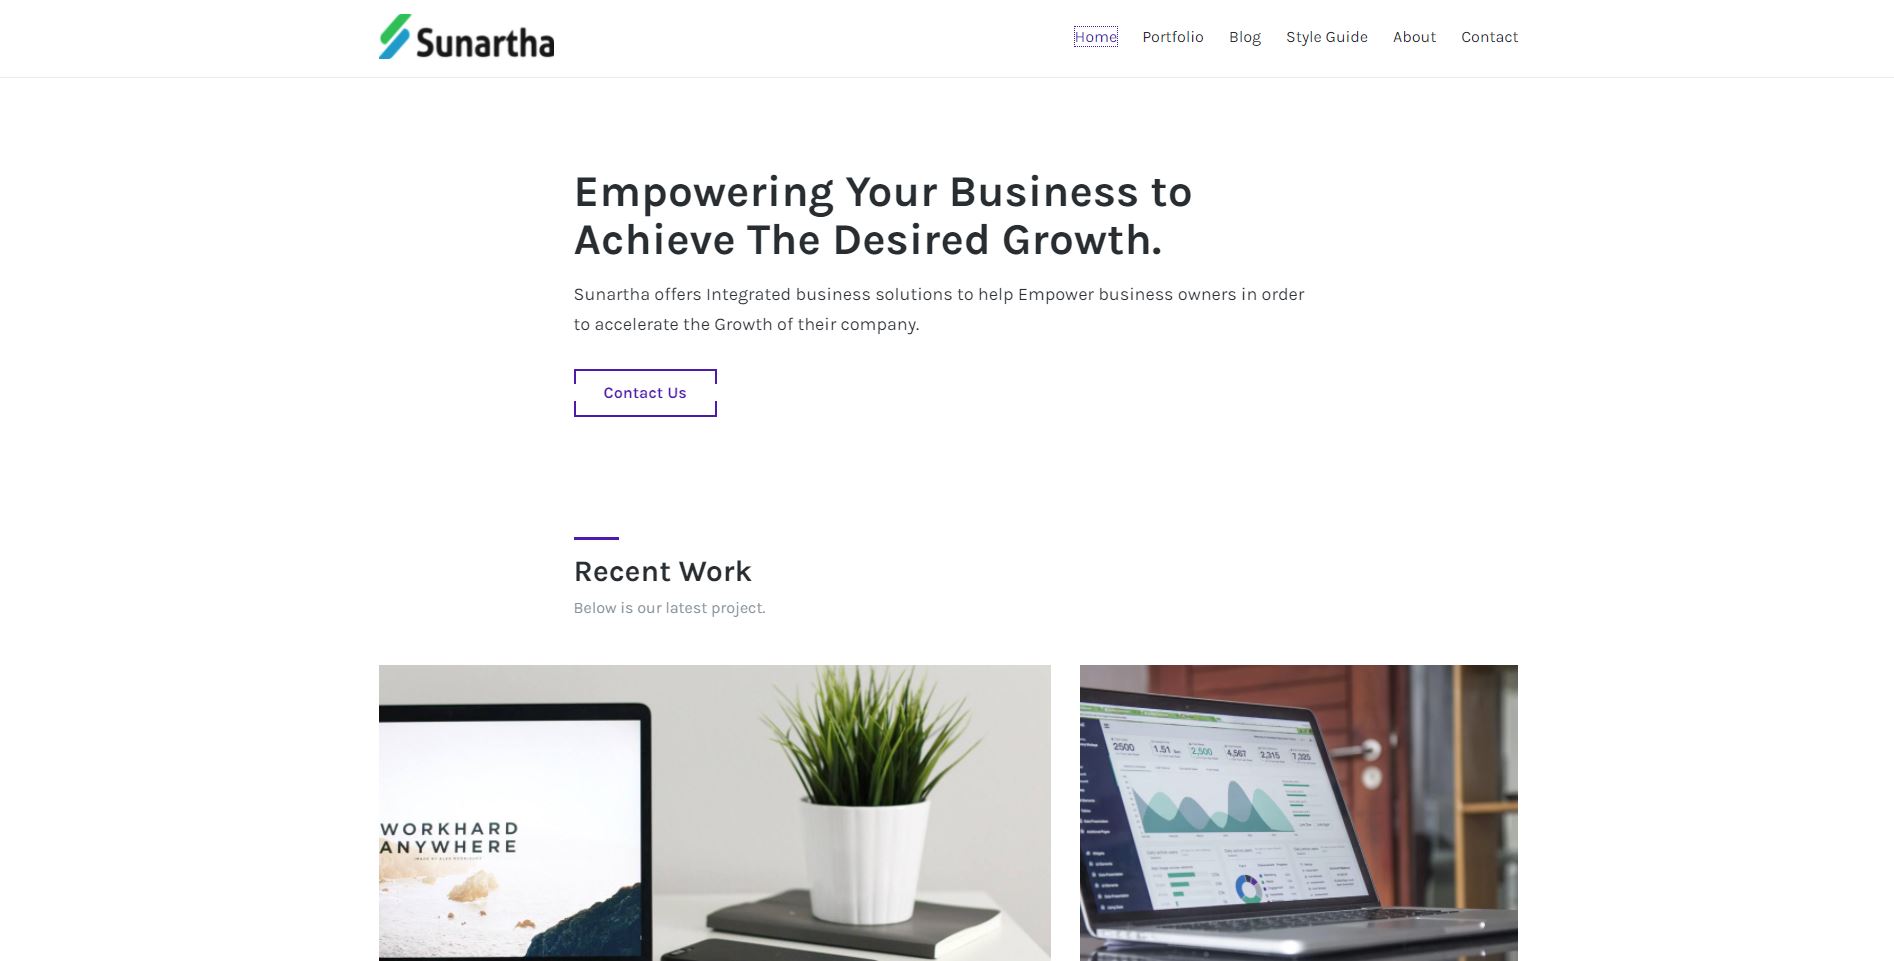 Sunartha
Home Portfolio Blog Style Guide About Contact
Empowering Your Business to
Achieve The Desired Growth.
Sunartha offers Integrated business solutions to help Empower business owners in order
to accelerate the Growth of their company.
Contact Us
Recent Work
Below is our latest project.
WORKHARD
ANYWHERE
2500 1.51 2,500 4,567 2,315 7,325